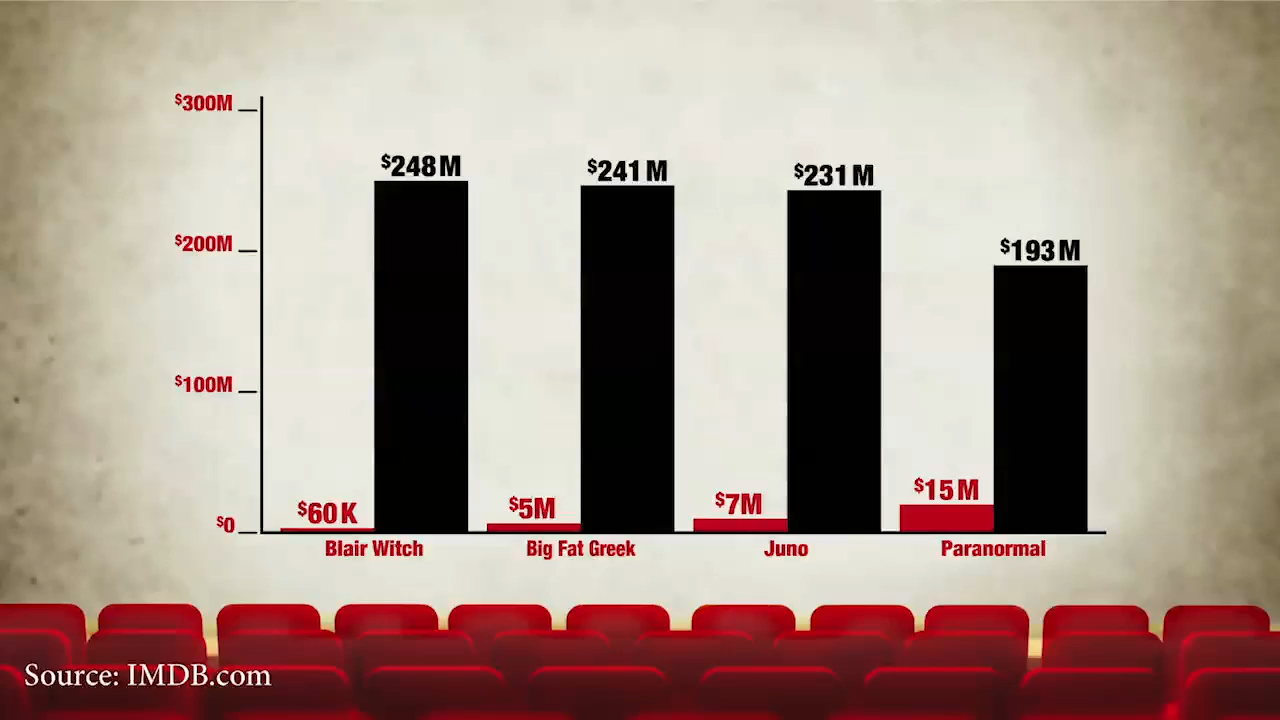 $300M
$248M
$241M
$231M
$200M
$193M
$100M
$60K
$5M
$7M
$15M
$0
Blair Witch
Big Fat Greek
Juno
Paranormal
Source: IMDB.com